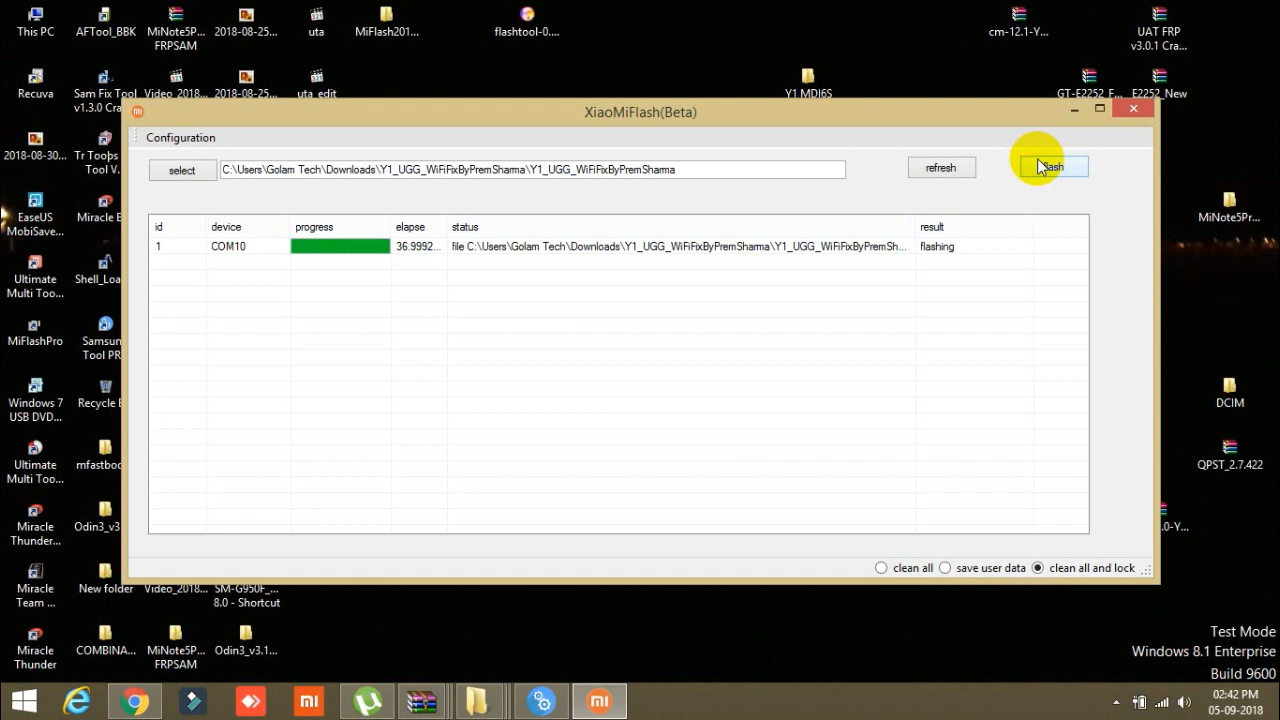 This PC
AFTool_BBK
MiNote5P...
FRPSAM
2018-08-25...
uta
MiFlash201...
flashtool-0....
cm-12.1-Y...
UAT FRP
v3.0.1 Cra...
Recuva
Sam Fix Tool
v1.3.0 Crac
Video_2018...
2018-08-25...
uta_edit
Y1 MDI6S
GT-E2252_F...
E2252_New
XiaoMiFlash(Beta)
Configuration
select
C:\Users\Golam Tech\Downloads\Y1_UGG_WiFiFixByPremSharma\Y1_UGG_WiFiFixByPremSharma
refresh
flash
id
device
progress
elapse
status
result
1
COM10
36.9992...
file C:\Users\Golam Tech\Downloads\Y1_UGG_WiFiFixByPremSharma\Y1_UGG_WiFiFixByPremSh...
flashing
clean all
save user data
clean all and lock
2018-08-30...
Tool V.
EaseUS
MobiSave...
Miracle E
Ultimate
Multi Too...
Shell_Loa
MiFlashPro
Samsun
Tool PR
Windows 7
USB DVD...
Recycle B
Ultimate
Multi Too...
mfastboo
Miracle
Thunder...
Odin3_v3
Miracle
Team ...
New folder
Video_2018...
SM-G950F_...
8.0 - Shortcut
Miracle
Thunder
COMBINA...
MiNote5P...
FRPSAM
Odin3_v3.1...
MiNote5Pr...
DCIM
QPST_2.7.422
.0-Y...
Test Mode
Windows 8.1 Enterprise
Build 9600
02:42 PM
05-09-2018